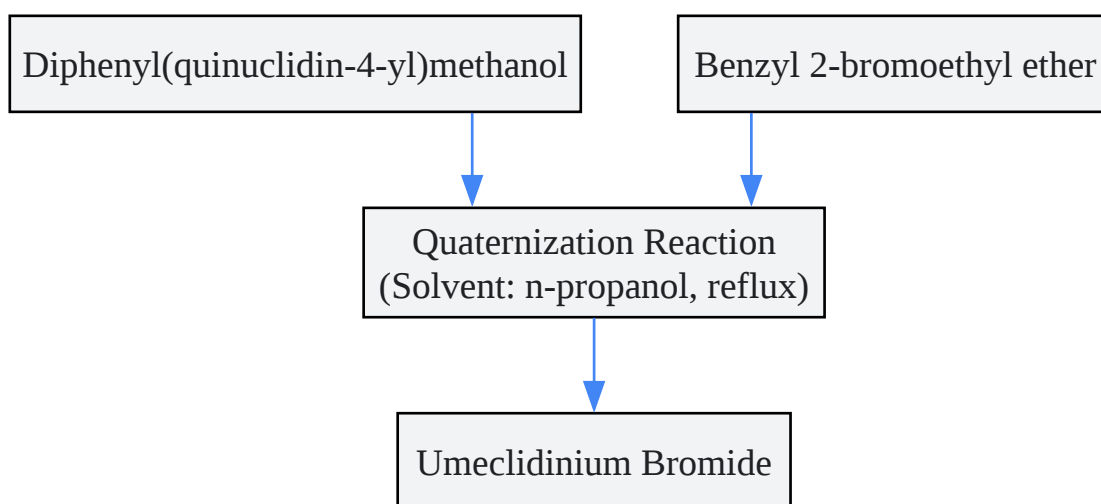 Diphenyl(quinuclidin-4-yl)methanol
Benzyl 2-bromoethyl ether
Quaternization Reaction
(Solvent: n-propanol, reflux)
Umeclidinium Bromide